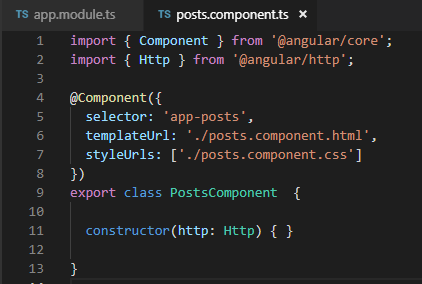 TS app.module.ts TS posts.component.ts ×
1 import { Component } from '@angular/core';
2 import { Http } from '@angular/http';
3
4 @Component({
5   selector: 'app-posts',
6   templateUrl: './posts.component.html',
7   styleUrls: ['./posts.component.css']
8 })
9 export class PostsComponent  {
10
11   constructor(http: Http) { }
12
13 }